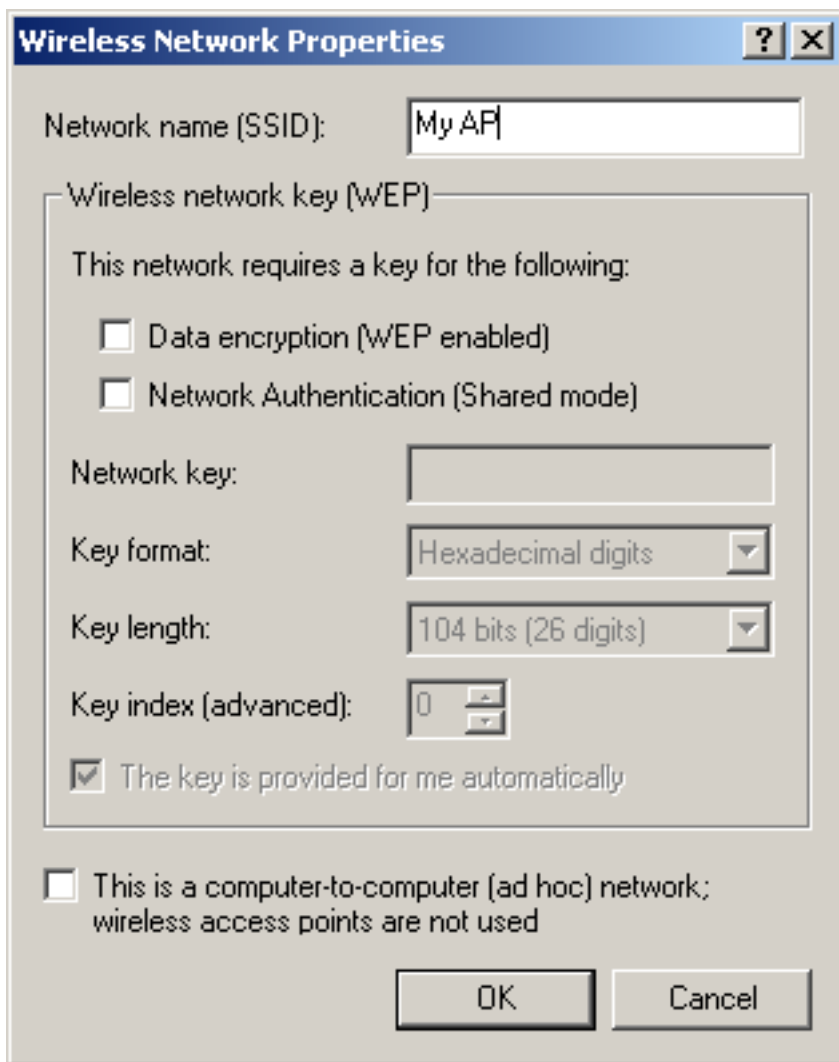 Wireless Network Properties
Network name (SSID): My AP
Wireless network key (WEP)
This network requires a key for the following:
Data encryption (WEP enabled)
Network Authentication (Shared mode)
Network key:
Key format: Hexadecimal digits
Key length: 104 bits (26 digits)
Key index (advanced): 0
The key is provided for me automatically
This is a computer-to-computer (ad hoc) network;
wireless access points are not used
OK Cancel